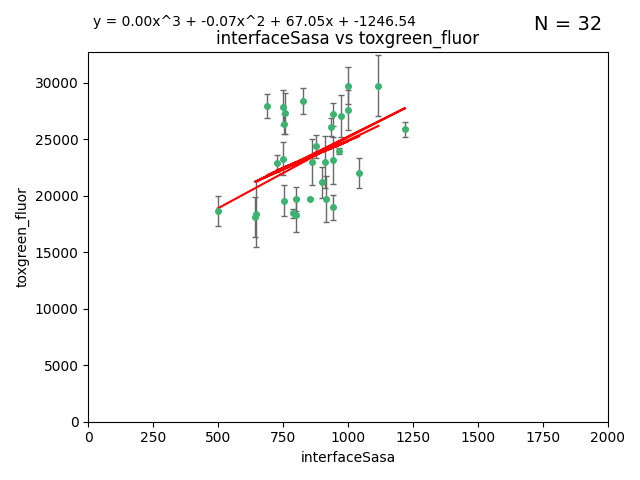 y = 0.00x^3 + -0.07x^2 + 67.05x + -1246.54
N = 32
interfaceSasa vs toxgreen_fluor
30000
25000
20000
15000
10000
5000
0
toxgreen_fluor
0 250 500 750 1000 1250 1500 1750 2000
interfaceSasa